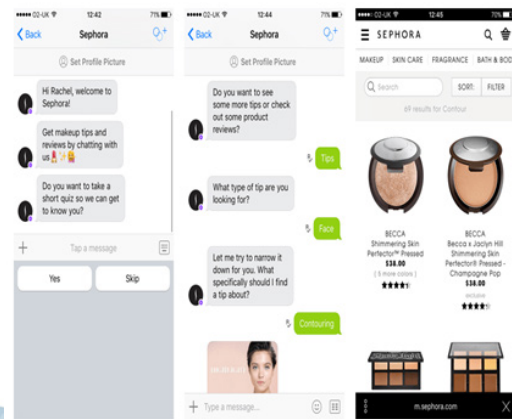 O2-UK 12:42 71%
Back Sephora
Set Profile Picture
Hi Rachel, welcome to
Sephora!
Get makeup tips and
reviews by chatting with
us
Do you want to take a
short quiz so we can get
to know you?
Tap a message
Yes Skip
O2-UK 12:44 71%
Back Sephora
Set Profile Picture
Do you want to see
some more tips or check
out some product
reviews?
Tips
What type of tip are you
looking for?
Face
Let me try to narrow it
down for you. What
specifically should I find
a tip about?
Contouring
Type a message...
O2-UK 12:45 70%
SEPHORA
MAKEUP SKIN CARE FRAGRANCE BATH & BOD
Search SORT: FILTER
69 results for Contour
BECCA
Shimmering Skin
Perfector™ Pressed
$38.00
( 5 more colors )
BECCA
Becca x Jaclyn Hill
Shimmering Skin
Perfector® Pressed -
Champagne Pop
$38.00
exclusive
m.sephora.com